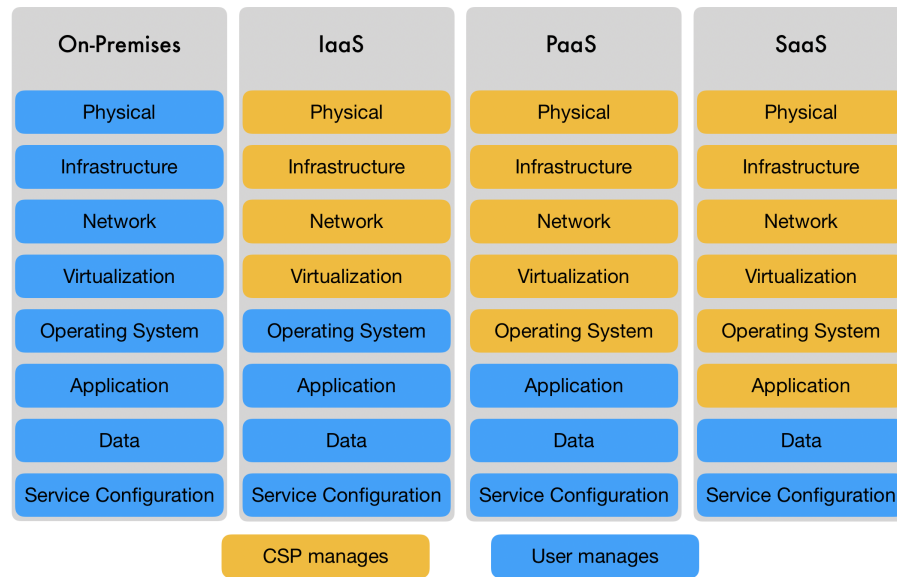 On-Premises
IaaS
PaaS
SaaS
Physical
Physical
Physical
Physical
Infrastructure
Infrastructure
Infrastructure
Infrastructure
Network
Network
Network
Network
Virtualization
Virtualization
Virtualization
Virtualization
Operating System
Operating System
Operating System
Operating System
Application
Application
Application
Application
Data
Data
Data
Data
Service Configuration
Service Configuration
Service Configuration
Service Configuration
CSP manages
User manages